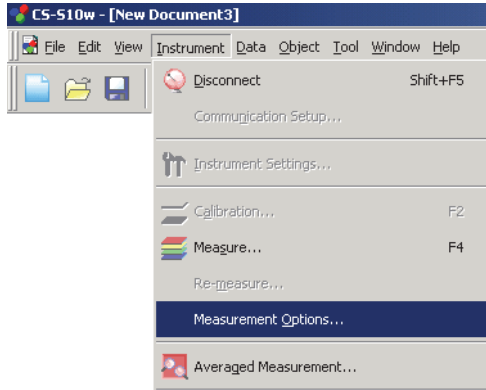 CS-S10w - [New Document3]
File Edit View Instrument Data Object Tool Window Help
Disconnect Shift+F5
Communication Setup...
Instrument Settings...
Calibration... F2
Measure... F4
Re-measure...
Measurement Options...
Averaged Measurement...